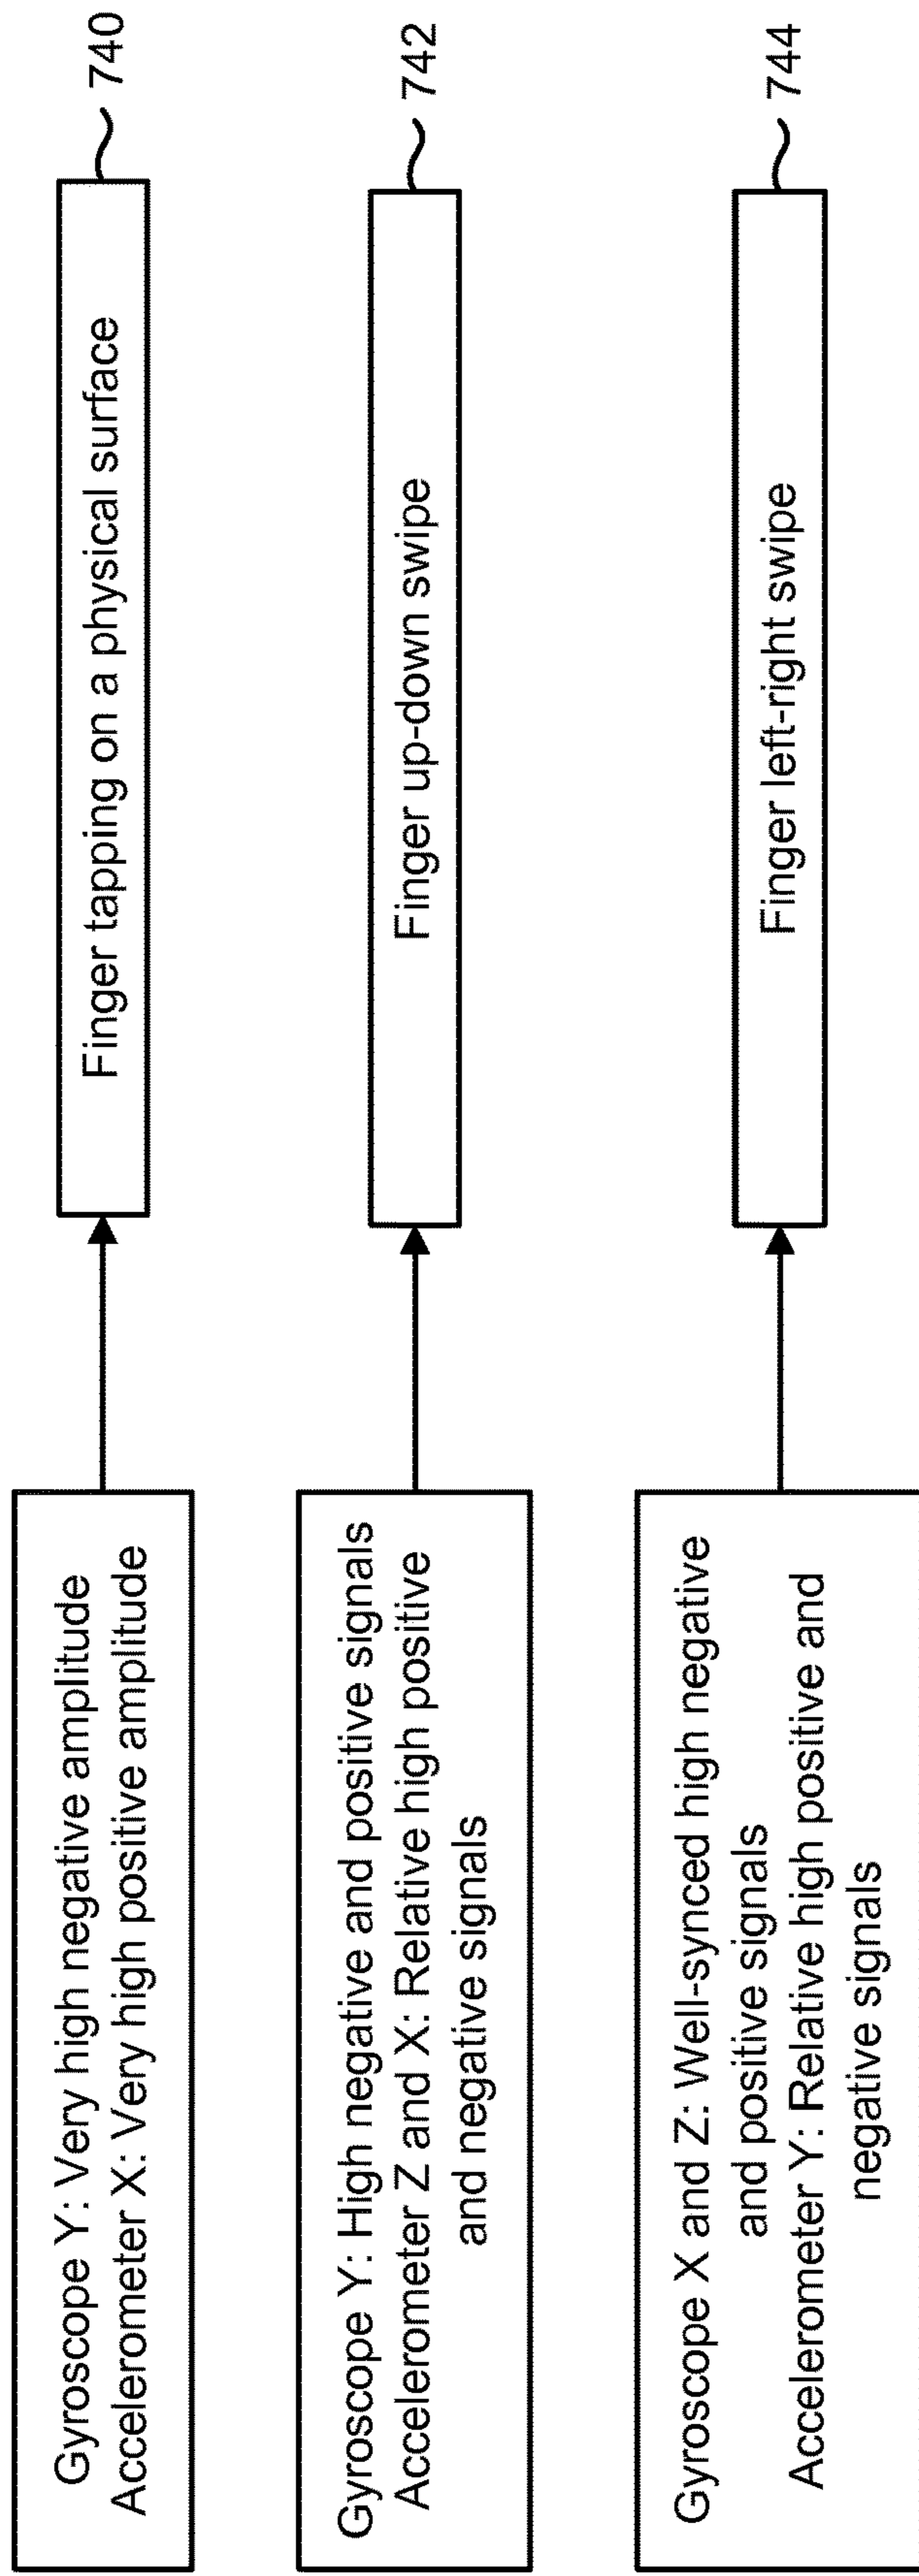 Gyroscope Y: Very high negative amplitude
Accelerometer X: Very high positive amplitude
Finger tapping on a physical surface
740
Gyroscope Y: High negative and positive signals
Accelerometer Z and X: Relative high positive
and negative signals
Finger up-down swipe
742
Gyroscope X and Z: Well-synced high negative
and positive signals
Accelerometer Y: Relative high positive and
negative signals
Finger left-right swipe
744